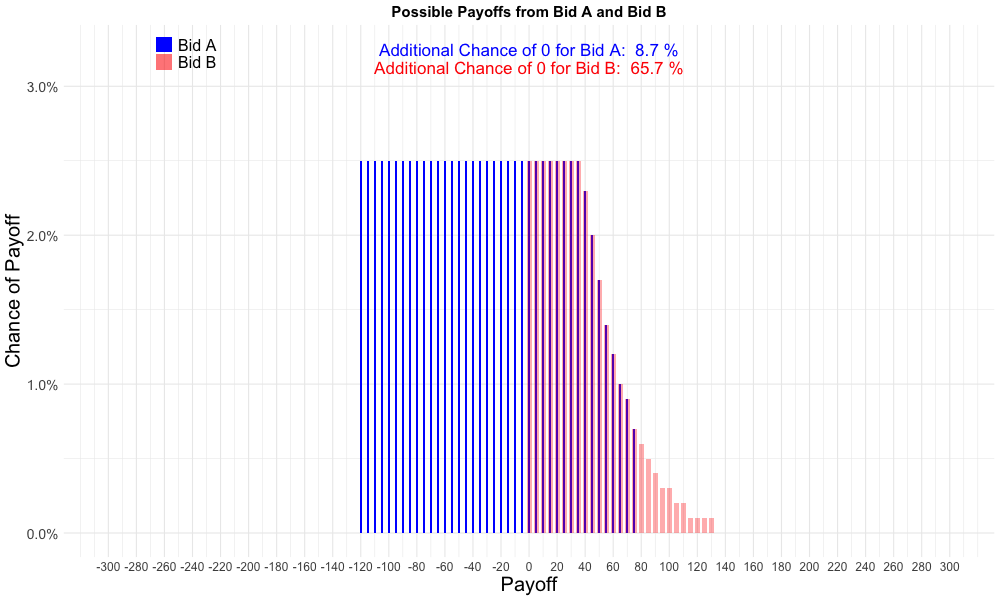 Possible Payoffs from Bid A and Bid B
Bid A
Bid B
Additional Chance of 0 for Bid A:  8.7 %
Additional Chance of 0 for Bid B:  65.7 %
Chance of Payoff
3.0%
2.0%
1.0%
0.0%
-300 -280 -260 -240 -220 -200 -180 -160 -140 -120 -100 -80 -60 -40 -20 0 20 40 60 80 100 120 140 160 180 200 220 240 260 280 300
Payoff